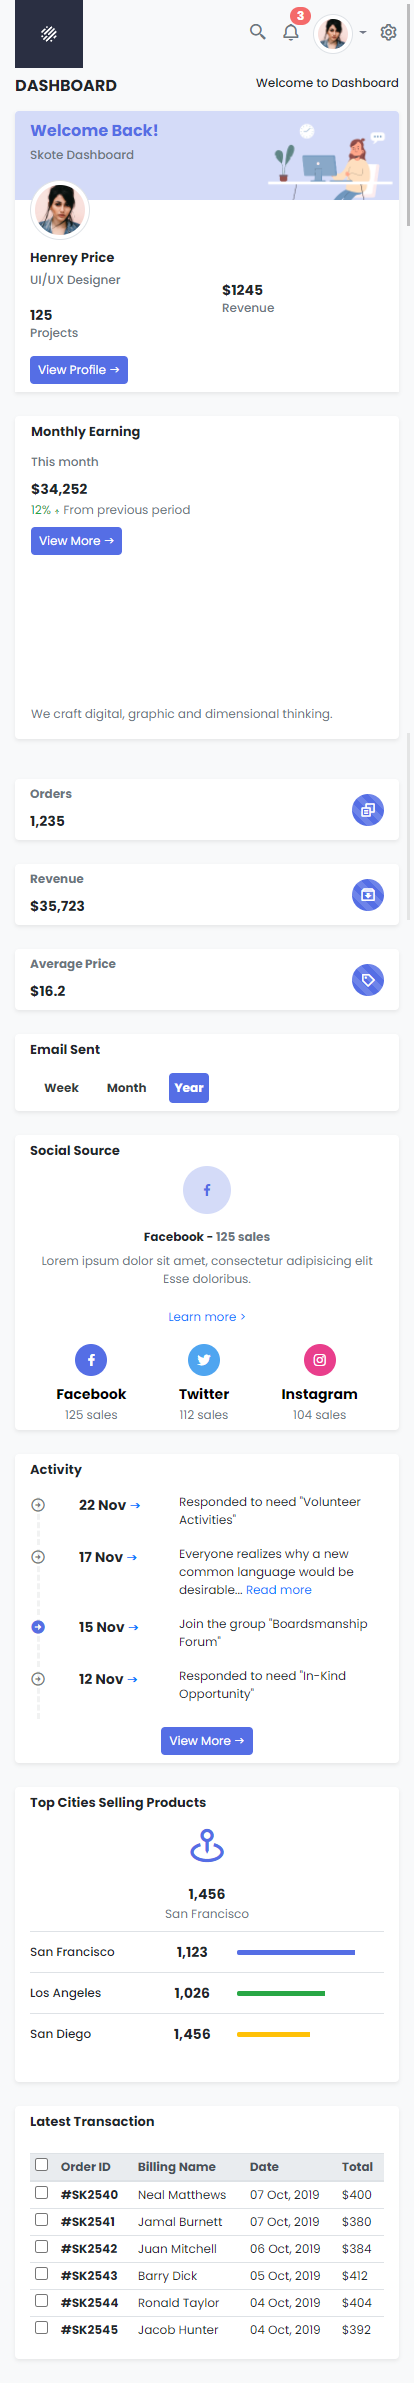 3
DASHBOARD
Welcome to Dashboard
Welcome Back!
Skote Dashboard
Henrey Price
UI/UX Designer
$1245
Revenue
125
Projects
View Profile →
Monthly Earning
This month
$34,252
12% ↑ From previous period
View More →
We craft digital, graphic and dimensional thinking.
Orders
1,235
Revenue
$35,723
Average Price
$16.2
Email Sent
Week Month Year
Social Source
Facebook - 125 sales
Lorem ipsum dolor sit amet, consectetur adipisicing elit
Esse doloribus.
Learn more >
Facebook Twitter Instagram
125 sales 112 sales 104 sales
Activity
22 Nov → Responded to need "Volunteer
Activities"
17 Nov → Everyone realizes why a new
common language would be
desirable... Read more
15 Nov → Join the group "Boardsmanship
Forum"
12 Nov → Responded to need "In-Kind
Opportunity"
View More →
Top Cities Selling Products
1,456
San Francisco
San Francisco 1,123
Los Angeles 1,026
San Diego 1,456
Latest Transaction
Order ID Billing Name Date Total
#SK2540 Neal Matthews 07 Oct, 2019 $400
#SK2541 Jamal Burnett 07 Oct, 2019 $380
#SK2542 Juan Mitchell 06 Oct, 2019 $384
#SK2543 Barry Dick 05 Oct, 2019 $412
#SK2544 Ronald Taylor 04 Oct, 2019 $404
#SK2545 Jacob Hunter 04 Oct, 2019 $392